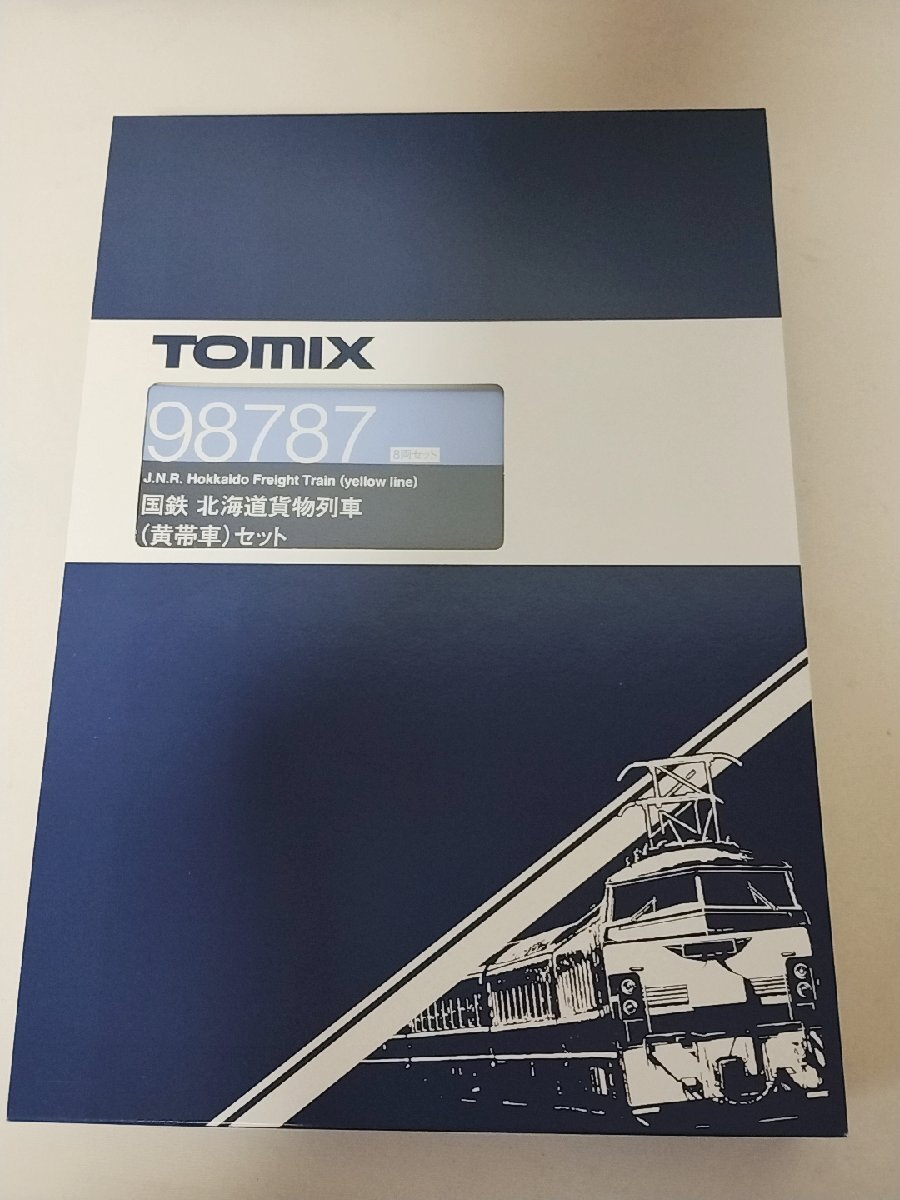 TOMIX
98787
8両セット
J.N.R. Hokkaido Freight Train (yellow line)
国鉄 北海道貨物列車
(黄帯車)セット